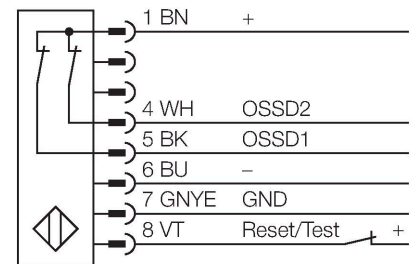 1 BN +
4 WH OSSD2
5 BK OSSD1
6 BU –
7 GNYE GND
8 VT Reset/Test +